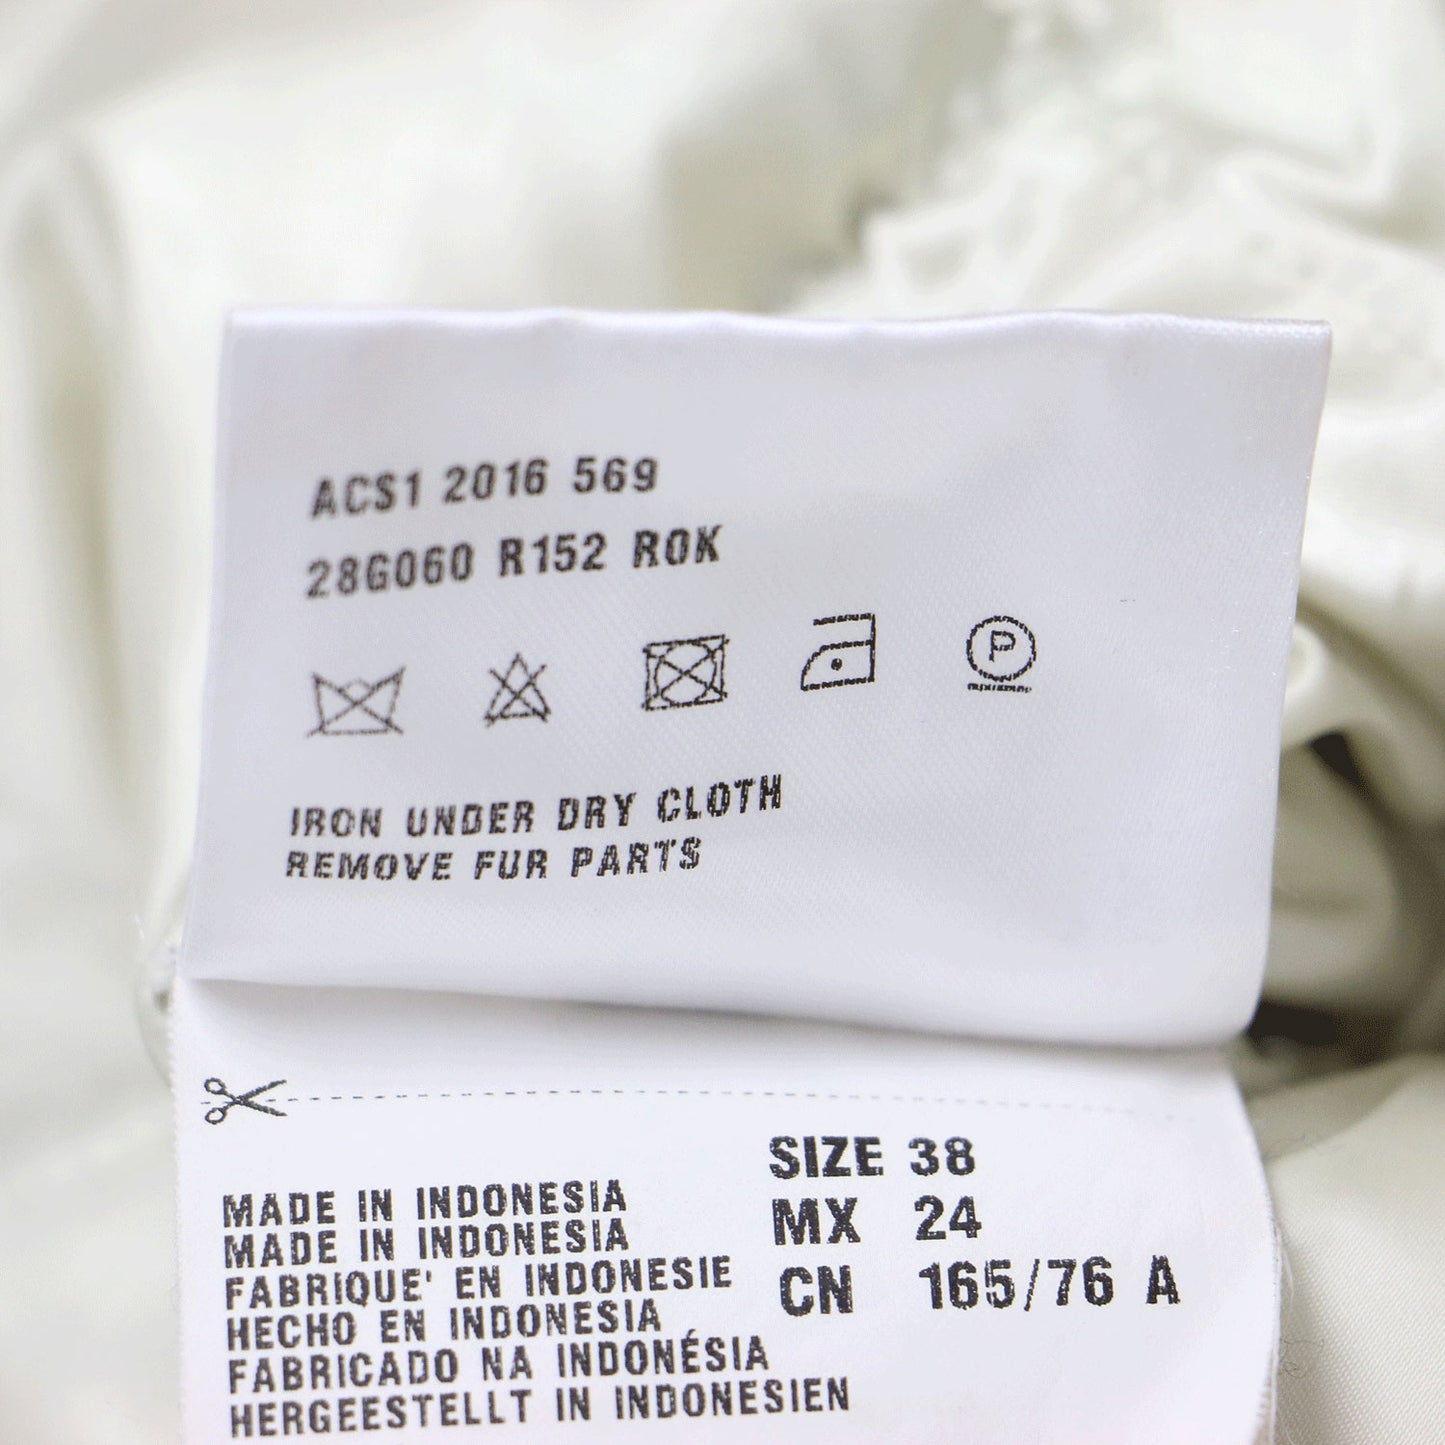 ACS1 2016 569
28G060 R152 ROK
P
IRON UNDER DRY CLOTH
REMOVE FUR PARTS
SIZE 38
MX 24
CN 165/76 A
MADE IN INDONESIA
MADE IN INDONESIA
FABRIQUE' EN INDONESIE
HECHO EN INDONESIA
FABRICADO NA INDONÉSIA
HERGEESTELLT IN INDONESIEN